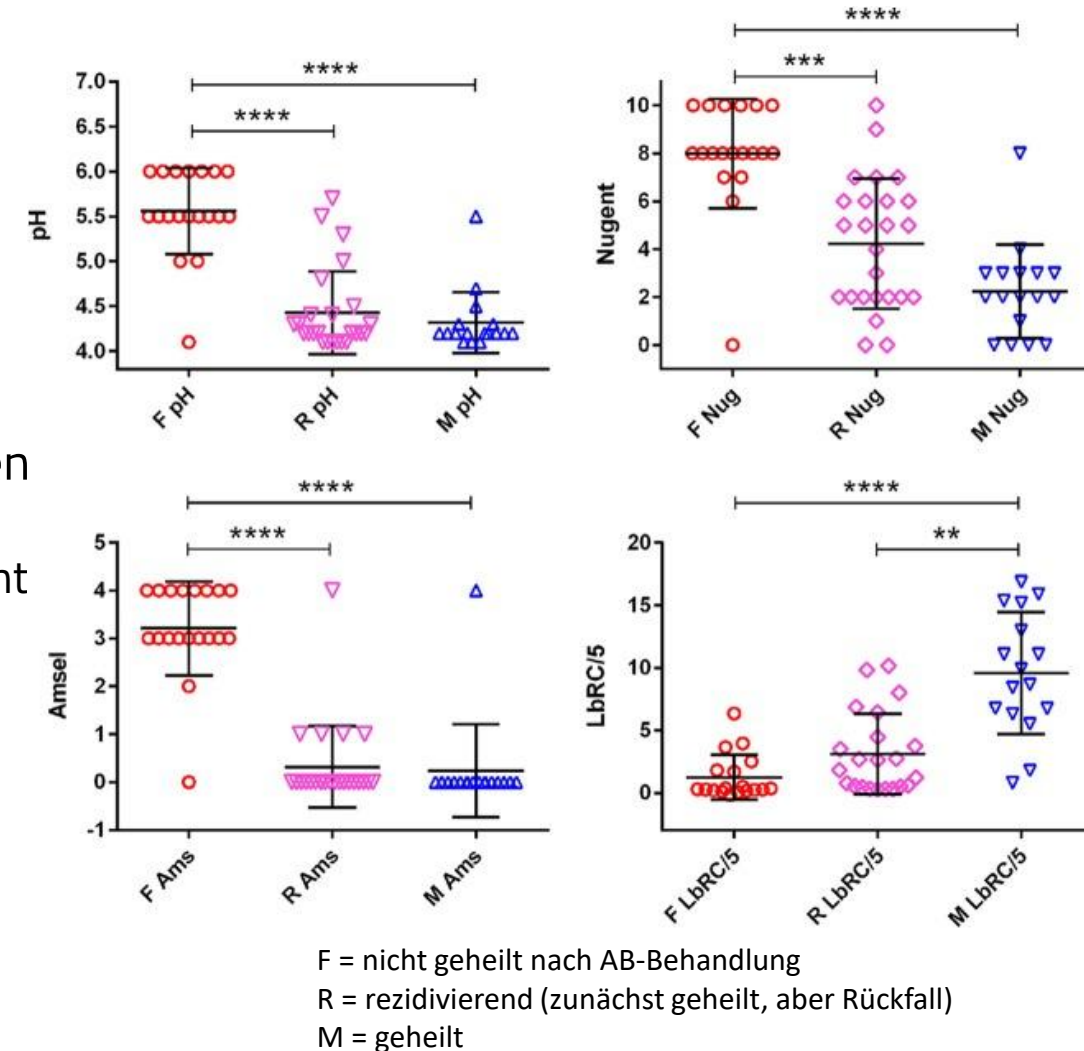 ****
****
7.0
6.5
6.0
5.5
5.0
4.5
4.0
pH
F pH
R pH
M pH
****
***
10
8
6
4
2
0
Nugent
F Nug
R Nug
M Nug
en
nt
****
****
5
4
3
2
1
0
-1
Amsel
F Ams
R Ams
M Ams
****
**
20
15
10
5
0
LbRC/5
F LbRC/5
R LbRC/5
M LbRC/5
F = nicht geheilt nach AB-Behandlung
R = rezidivierend (zunächst geheilt, aber Rückfall)
M = geheilt